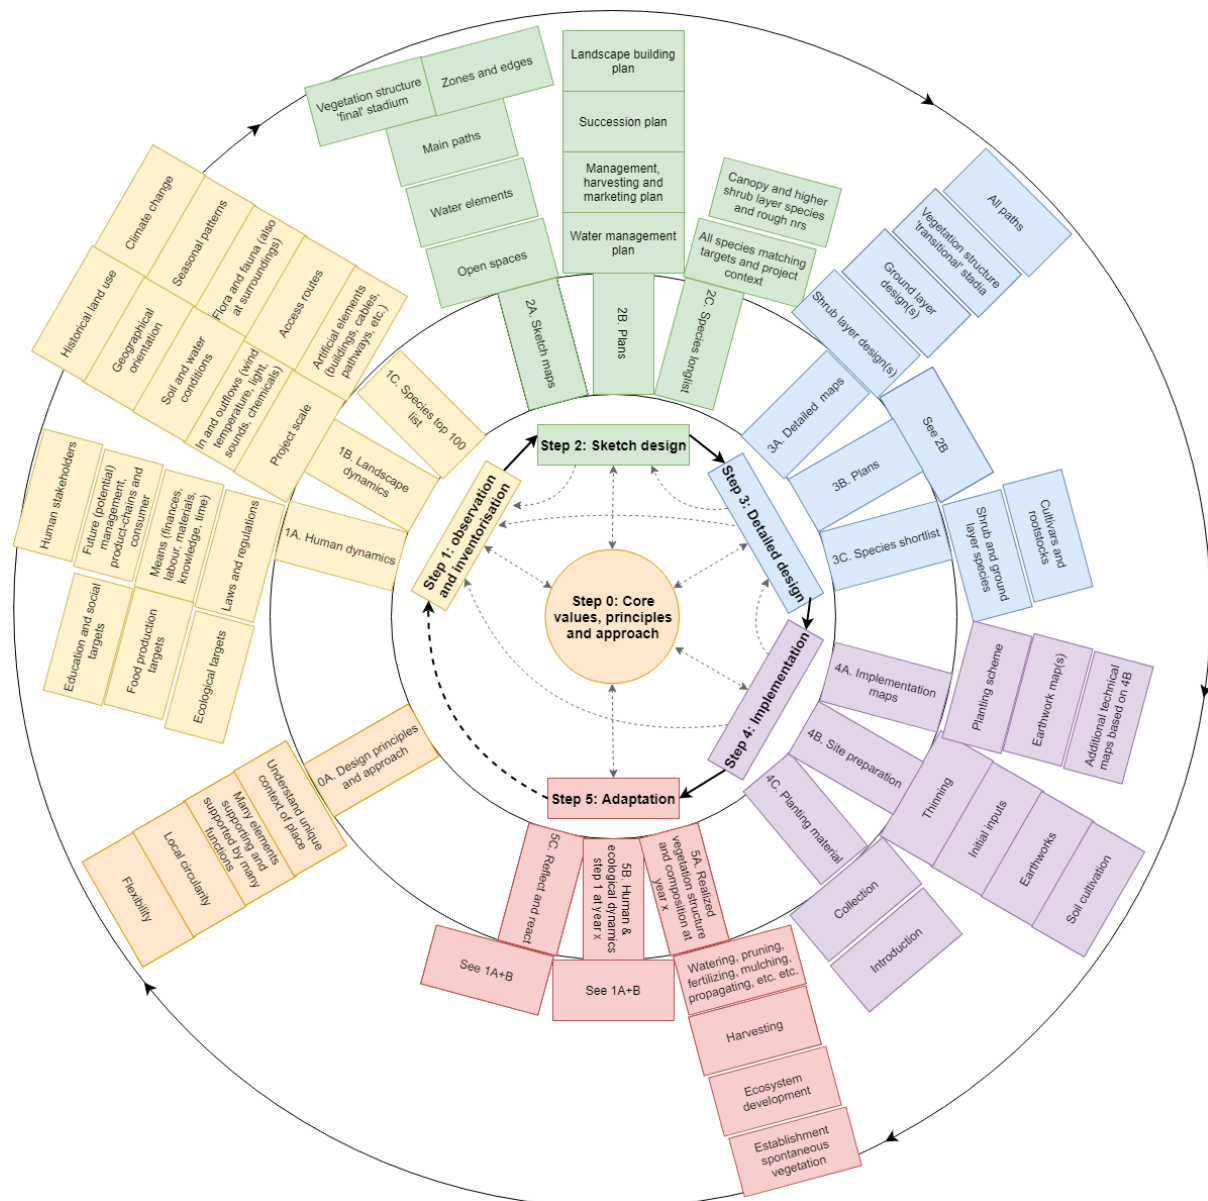 Step 0: Core
values, principles
and approach
Step 1: observation
and inventorisation
Step 2: Sketch design
Step 3: Detailed design
Step 4: Implementation
Step 5: Adaptation
0A. Design principles
and approach
Understand unique
context of place
Many elements
supporting and
supported by many
functions
Local circularity
Flexibility
1A. Human dynamics
Laws and regulations
Means (finances,
labour, materials,
knowledge, time)
Future (potential)
management,
product-chains and
consumer
Human stakeholders
Ecological targets
Food production
targets
Education and social
targets
1B. Landscape
dynamics
Project scale
In and outflows (wind
temperature, light,
sounds, chemicals)
Soil and water
conditions
Geographical
orientation
Historical land use
Artificial elements
(buildings, cables,
pathways, etc.)
Access routes
Flora and fauna (also
at surroundings)
Seasonal patterns
Climate change
1C. Species top 100
list
2A. Sketch maps
Open spaces
Water elements
Main paths
Vegetation structure
'final' stadium
Zones and edges
2B. Plans
Landscape building
plan
Succession plan
Management,
harvesting and
marketing plan
Water management
plan
2C. Species longlist
Canopy and higher
shrub layer species
and rough nrs
All species matching
targets and project
context
3A. Detailed maps
Shrub layer design(s)
Ground layer
design(s)
Vegetation structure
'transitional' stadia
All paths
3B. Plans
See 2B
3C. Species shortlist
Shrub and ground
layer species
Cultivars and
rootstocks
4A. Implementation
maps
Planting scheme
Earthwork map(s)
Additional technical
maps based on 4B
4B. Site preparation
Thinning
Initial inputs
Earthworks
Soil cultivation
4C. Planting material
Collection
Introduction
5A. Realized
vegetation structure
and composition at
year x
Watering, pruning,
fertilizing, mulching,
propagating, etc. etc.
Harvesting
Ecosystem
development
Establishment
spontaneous
vegetation
5B. Human &
ecological dynamics
step 1 at year x
See 1A+B
5C. Reflect and react
See 1A+B